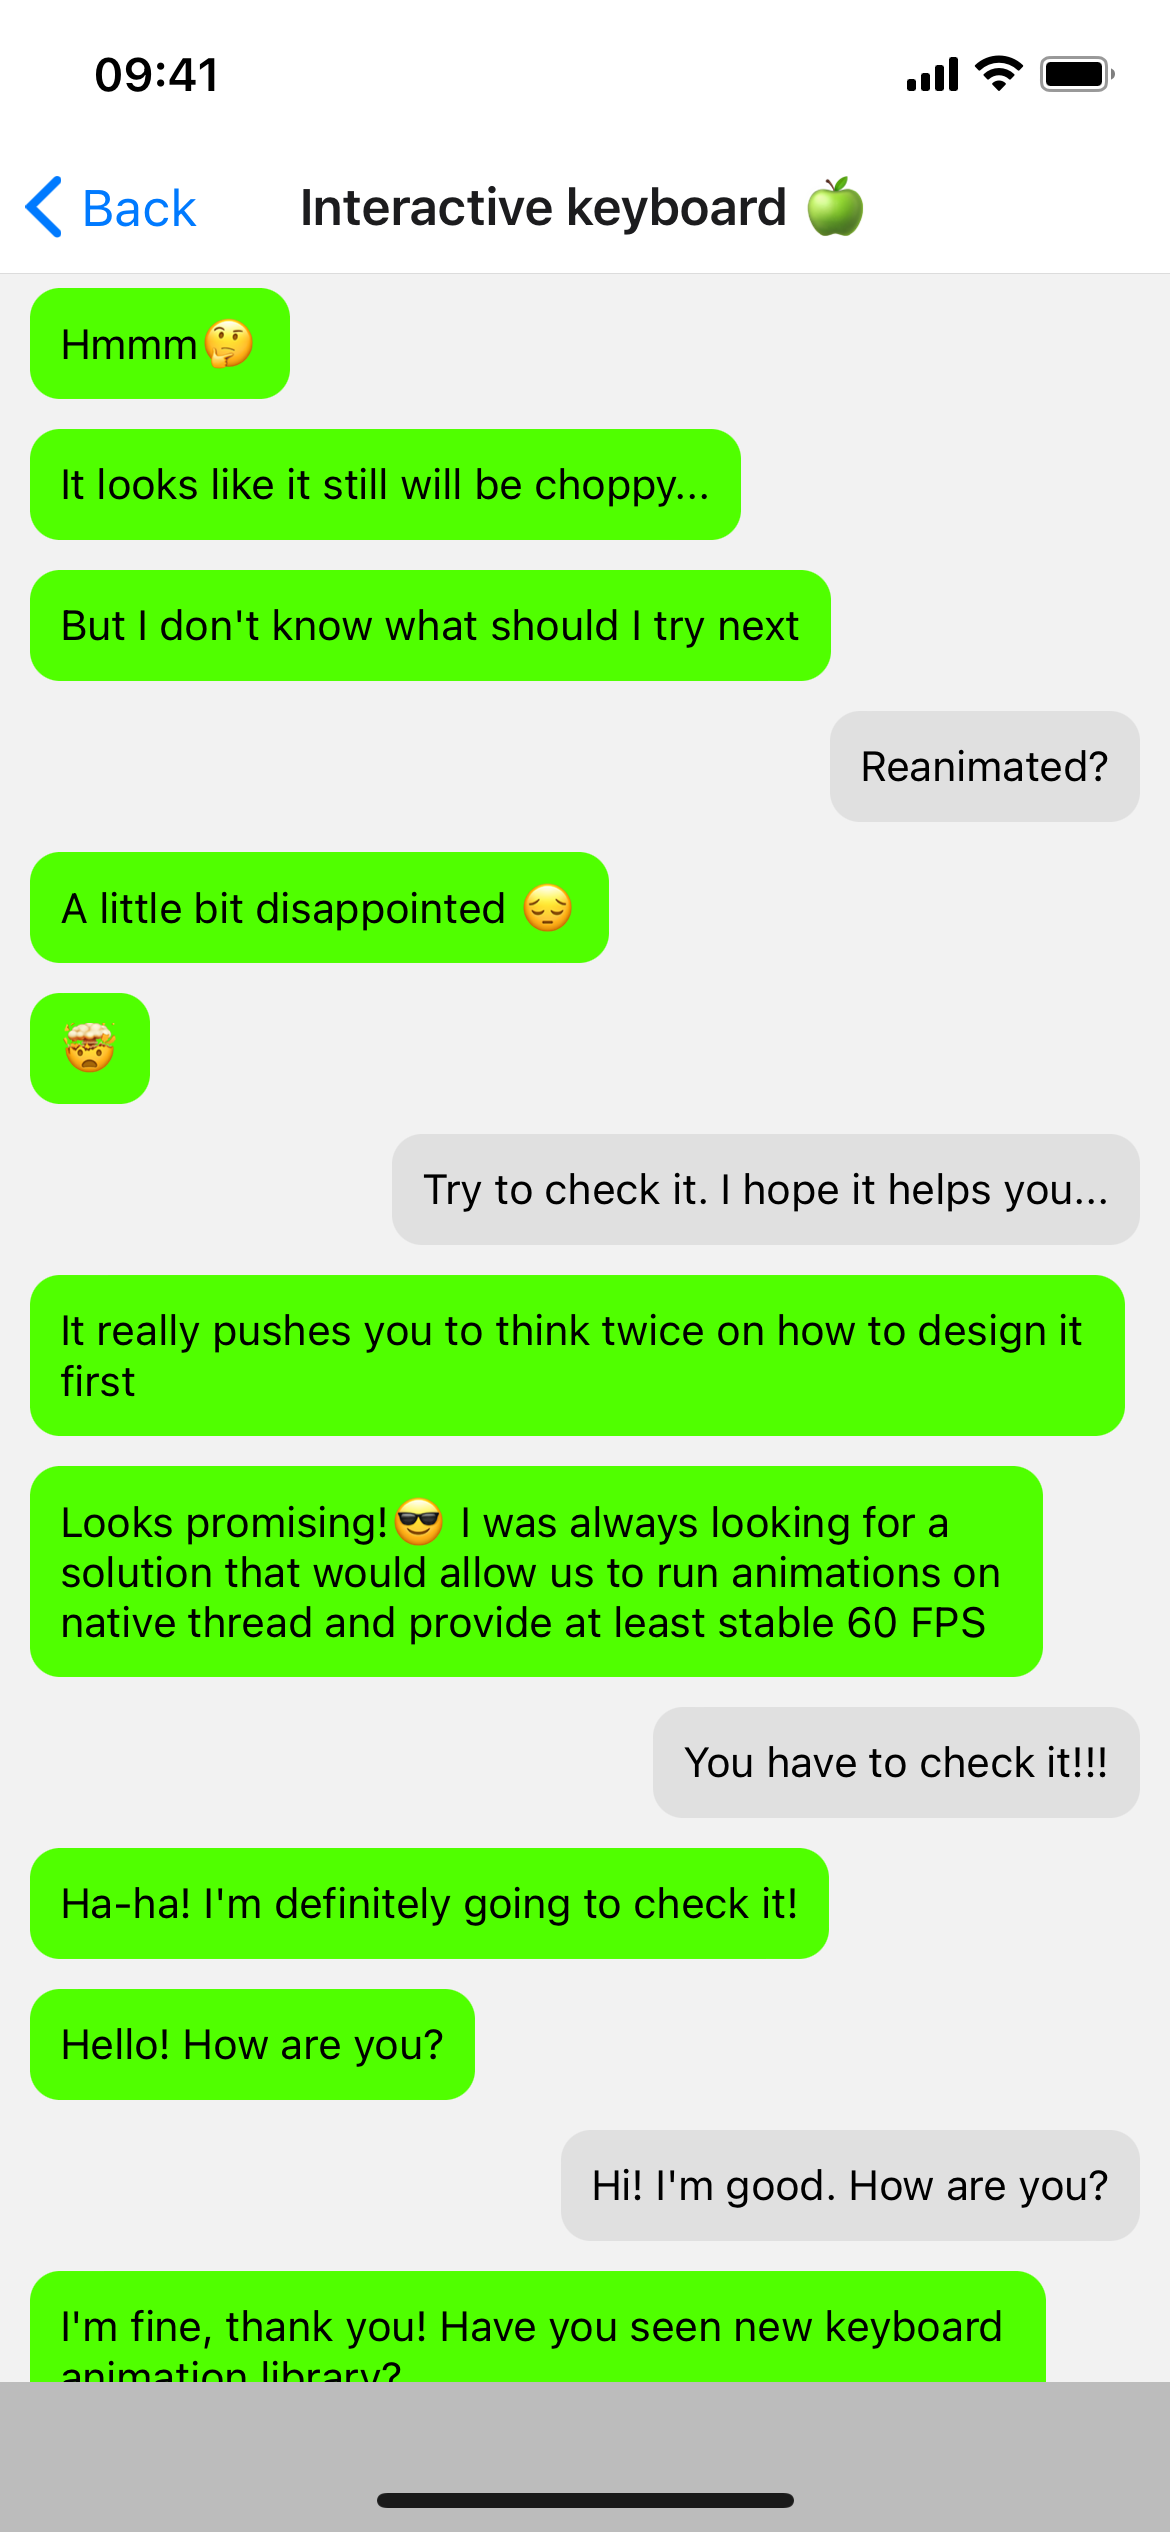 09:41
Back
Interactive keyboard 🍏
Hmmm🤔
It looks like it still will be choppy...
But I don't know what should I try next
Reanimated?
A little bit disappointed 😔
🤯
Try to check it. I hope it helps you...
It really pushes you to think twice on how to design it
first
Looks promising!😎 I was always looking for a
solution that would allow us to run animations on
native thread and provide at least stable 60 FPS
You have to check it!!!
Ha-ha! I'm definitely going to check it!
Hello! How are you?
Hi! I'm good. How are you?
I'm fine, thank you! Have you seen new keyboard
animation library?